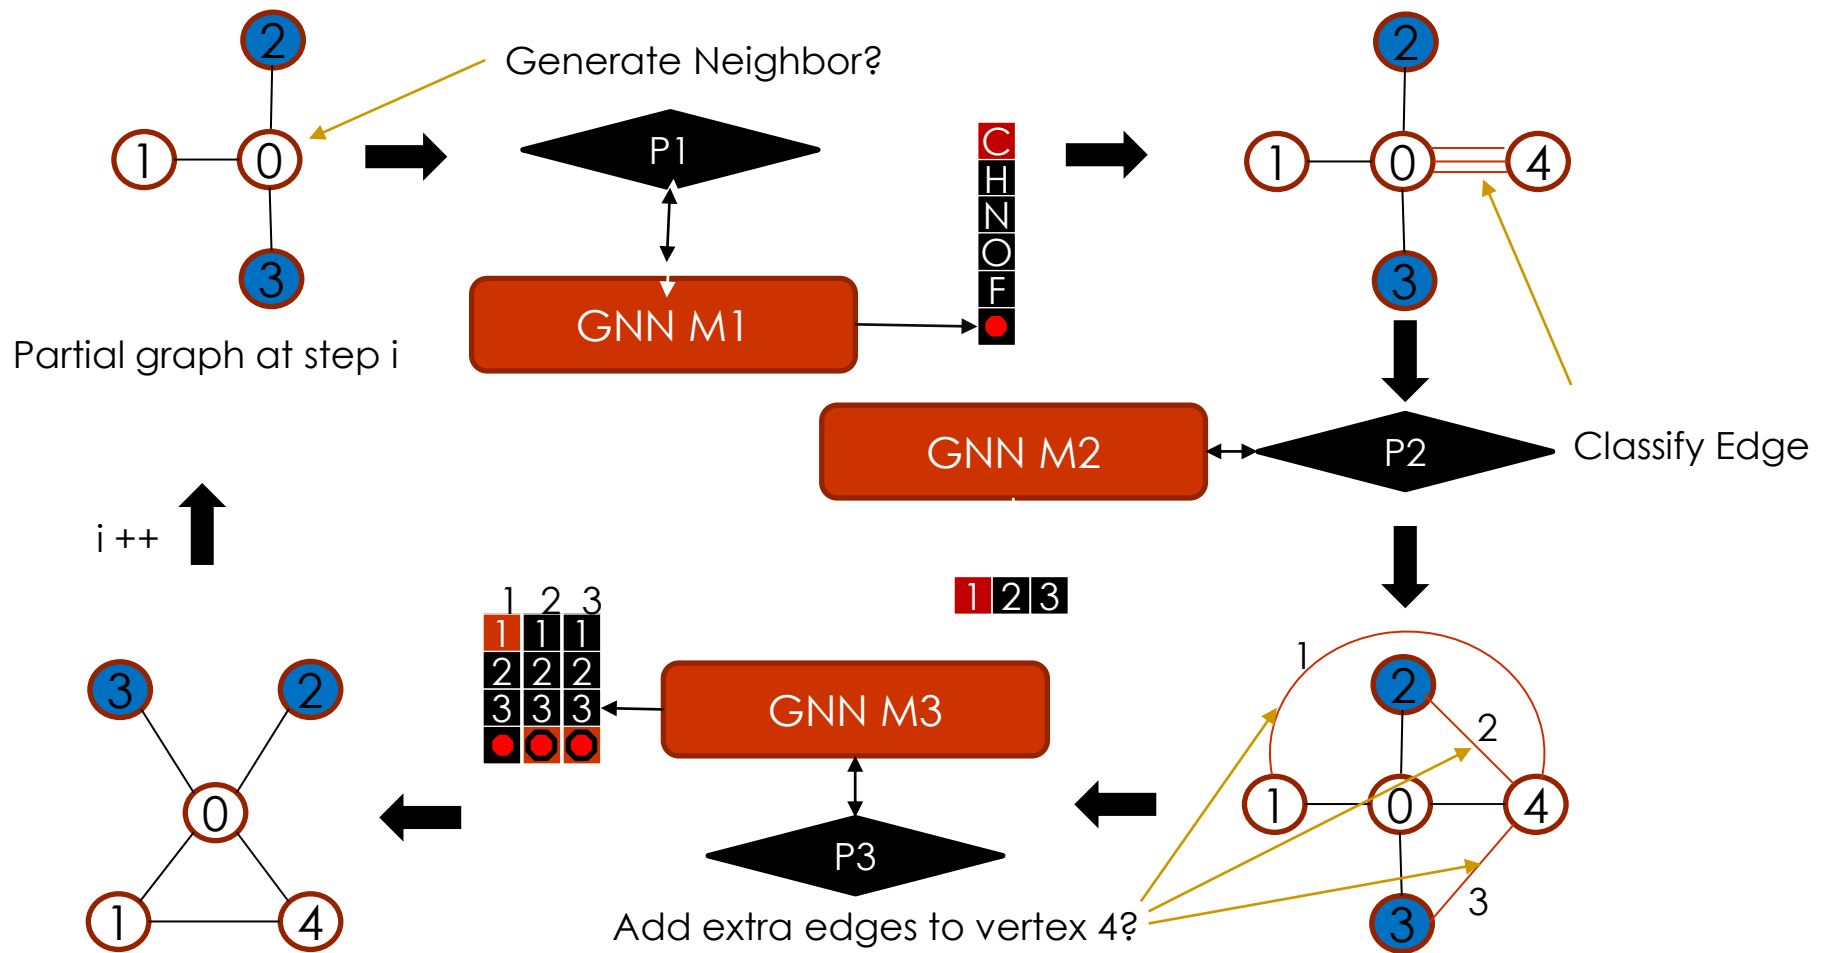 2
Generate Neighbor?
1
0
3
Partial graph at step i
P1
GNN M1
C
H
N
O
F
2
1
0
4
3
P2
Classify Edge
GNN M2
1 2 3
1
2
2
1
0
4
3
3
P3
Add extra edges to vertex 4?
GNN M3
1 2 3
1 1 1
2 2 2
3 3 3
3
2
0
1
4
i ++